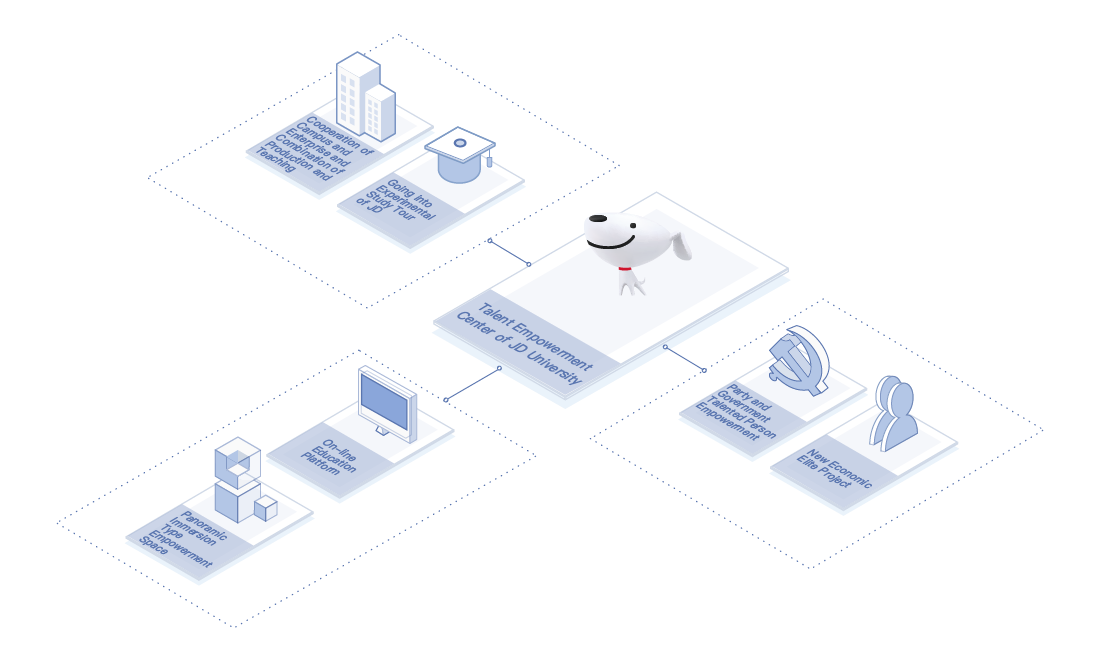 Cooperation of
Campus and
Enterprise and
Combination of
Production and
Teaching
Going into
Experimental
Study Tour
of JD
Talent Empowerment
Center of JD University
Party and
Government
Talented Person
Empowerment
New Economic
Elite Project
On-line
Education
Platform
Panoramic
Immersion
Type
Empowerment
Space